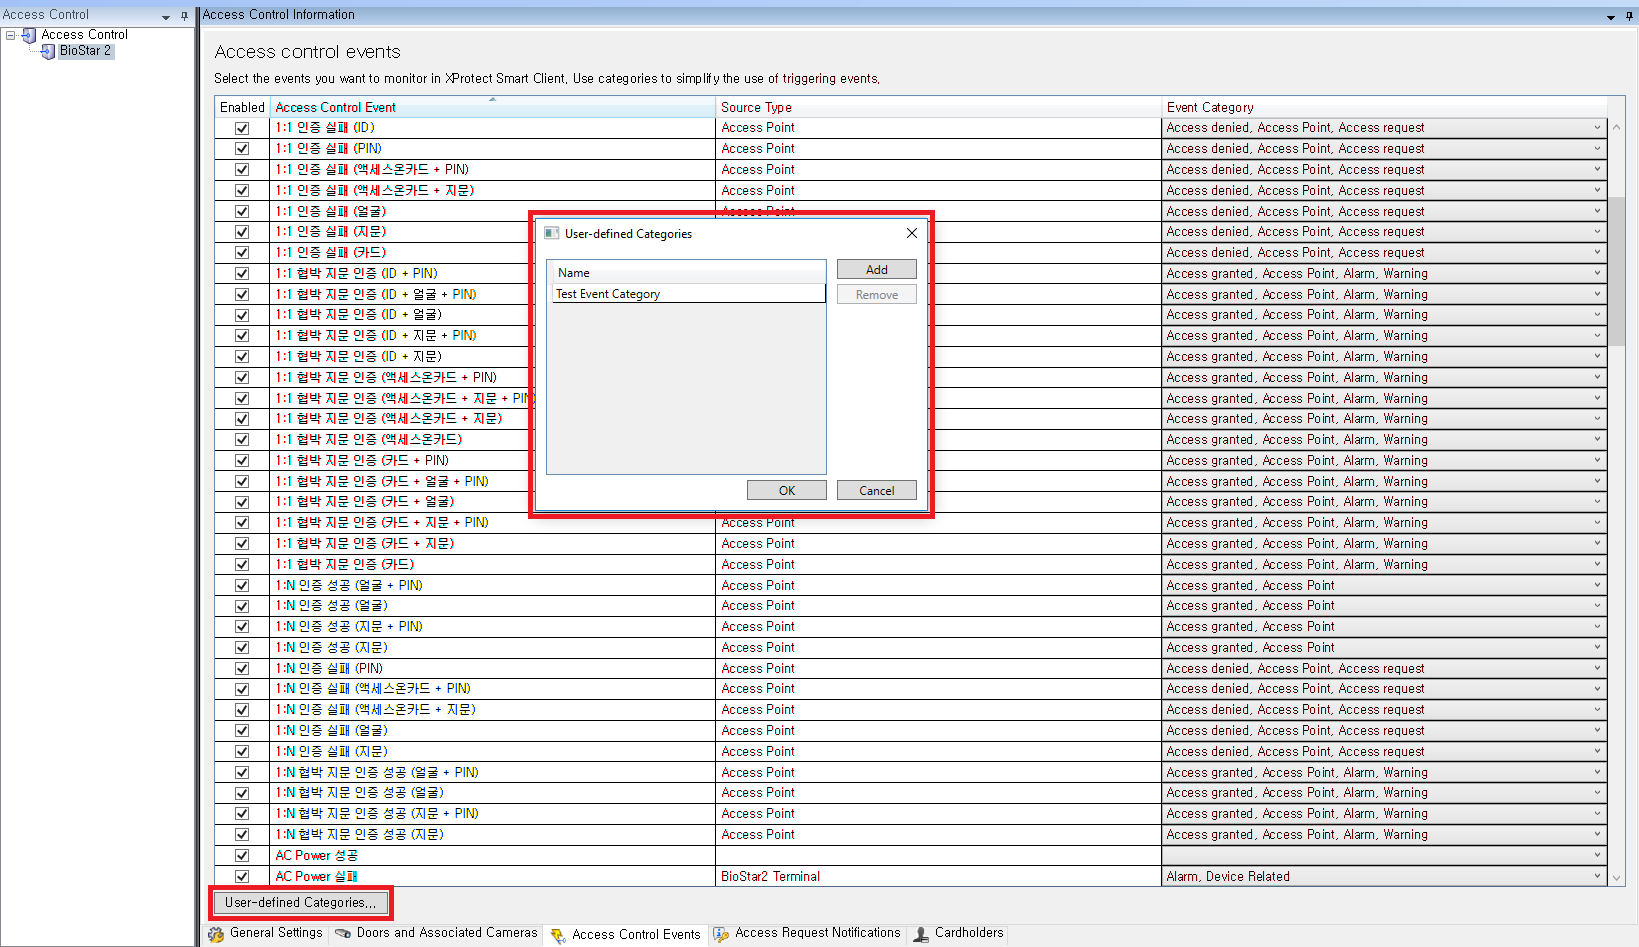 Access Control
Access Control Information
Access Control
BioStar 2
Access control events
Select the events you want to monitor in XProtect Smart Client. Use categories to simplify the use of triggering events.
Enabled Access Control Event Source Type Event Category
1:1 인증 실패 (ID) Access Point Access denied, Access Point, Access request
1:1 인증 실패 (PIN) Access Point Access denied, Access Point, Access request
1:1 인증 실패 (액세스온카드 + PIN) Access Point Access denied, Access Point, Access request
1:1 인증 실패 (액세스온카드 + 지문) Access Point Access denied, Access Point, Access request
1:1 인증 실패 (얼굴) Access Point Access denied, Access Point, Access request
1:1 인증 실패 (지문) Access denied, Access Point, Access request
1:1 인증 실패 (카드) Access denied, Access Point, Access request
1:1 협박 지문 인증 (ID + PIN) Access granted, Access Point, Alarm, Warning
1:1 협박 지문 인증 (ID + 얼굴 + PIN) Access granted, Access Point, Alarm, Warning
1:1 협박 지문 인증 (ID + 얼굴) Access granted, Access Point, Alarm, Warning
1:1 협박 지문 인증 (ID + 지문 + PIN) Access granted, Access Point, Alarm, Warning
1:1 협박 지문 인증 (ID + 지문) Access granted, Access Point, Alarm, Warning
1:1 협박 지문 인증 (액세스온카드 + PIN) Access granted, Access Point, Alarm, Warning
1:1 협박 지문 인증 (액세스온카드 + 지문 + PIN) Access granted, Access Point, Alarm, Warning
1:1 협박 지문 인증 (액세스온카드 + 지문) Access granted, Access Point, Alarm, Warning
1:1 협박 지문 인증 (액세스온카드) Access granted, Access Point, Alarm, Warning
1:1 협박 지문 인증 (카드 + PIN) Access granted, Access Point, Alarm, Warning
1:1 협박 지문 인증 (카드 + 얼굴 + PIN) Access granted, Access Point, Alarm, Warning
1:1 협박 지문 인증 (카드 + 얼굴) Access granted, Access Point, Alarm, Warning
1:1 협박 지문 인증 (카드 + 지문 + PIN) Access Point Access granted, Access Point, Alarm, Warning
1:1 협박 지문 인증 (카드 + 지문) Access Point Access granted, Access Point, Alarm, Warning
1:1 협박 지문 인증 (카드) Access Point Access granted, Access Point, Alarm, Warning
1:N 인증 성공 (얼굴 + PIN) Access Point Access granted, Access Point
1:N 인증 성공 (얼굴) Access Point Access granted, Access Point
1:N 인증 성공 (지문 + PIN) Access Point Access granted, Access Point
1:N 인증 성공 (지문) Access Point Access granted, Access Point
1:N 인증 실패 (PIN) Access Point Access denied, Access Point, Access request
1:N 인증 실패 (액세스온카드 + PIN) Access Point Access denied, Access Point, Access request
1:N 인증 실패 (액세스온카드 + 지문) Access Point Access denied, Access Point, Access request
1:N 인증 실패 (얼굴) Access Point Access denied, Access Point, Access request
1:N 인증 실패 (지문) Access Point Access denied, Access Point, Access request
1:N 협박 지문 인증 성공 (얼굴 + PIN) Access Point Access granted, Access Point, Alarm, Warning
1:N 협박 지문 인증 성공 (얼굴) Access Point Access granted, Access Point, Alarm, Warning
1:N 협박 지문 인증 성공 (지문 + PIN) Access Point Access granted, Access Point, Alarm, Warning
1:N 협박 지문 인증 성공 (지문) Access Point Access granted, Access Point, Alarm, Warning
AC Power 성공
AC Power 실패 BioStar2 Terminal Alarm, Device Related
User-defined Categories
Name
Add
Test Event Category
Remove
OK Cancel
User-defined Categories...
General Settings Doors and Associated Cameras Access Control Events Access Request Notifications Cardholders